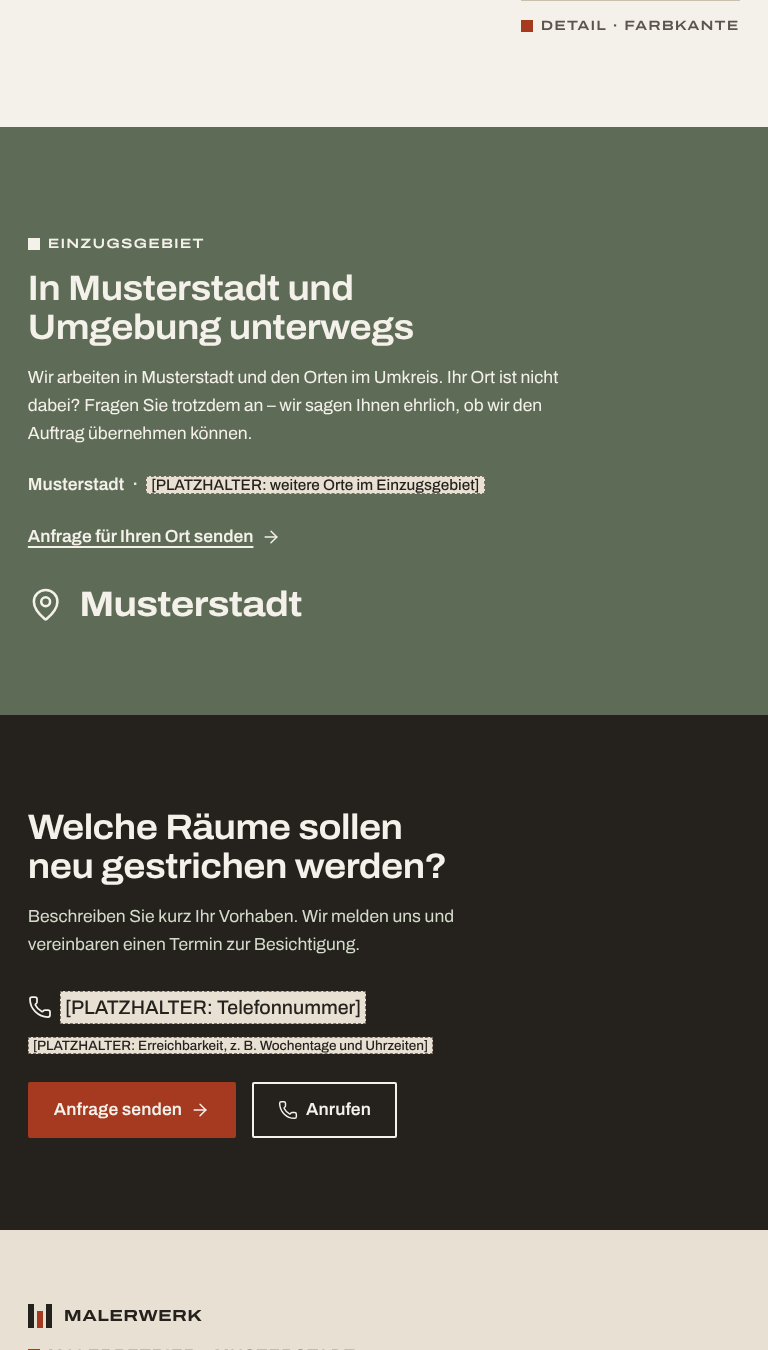 DETAIL · FARBKANTE
EINZUGSGEBIET
In Musterstadt und
Umgebung unterwegs
Wir arbeiten in Musterstadt und den Orten im Umkreis. Ihr Ort ist nicht
dabei? Fragen Sie trotzdem an – wir sagen Ihnen ehrlich, ob wir den
Auftrag übernehmen können.
Musterstadt · [PLATZHALTER: weitere Orte im Einzugsgebiet]
Anfrage für Ihren Ort senden →
Musterstadt
Welche Räume sollen
neu gestrichen werden?
Beschreiben Sie kurz Ihr Vorhaben. Wir melden uns und
vereinbaren einen Termin zur Besichtigung.
[PLATZHALTER: Telefonnummer]
[PLATZHALTER: Erreichbarkeit, z. B. Wochentage und Uhrzeiten]
Anfrage senden →
Anrufen
MALERWERK